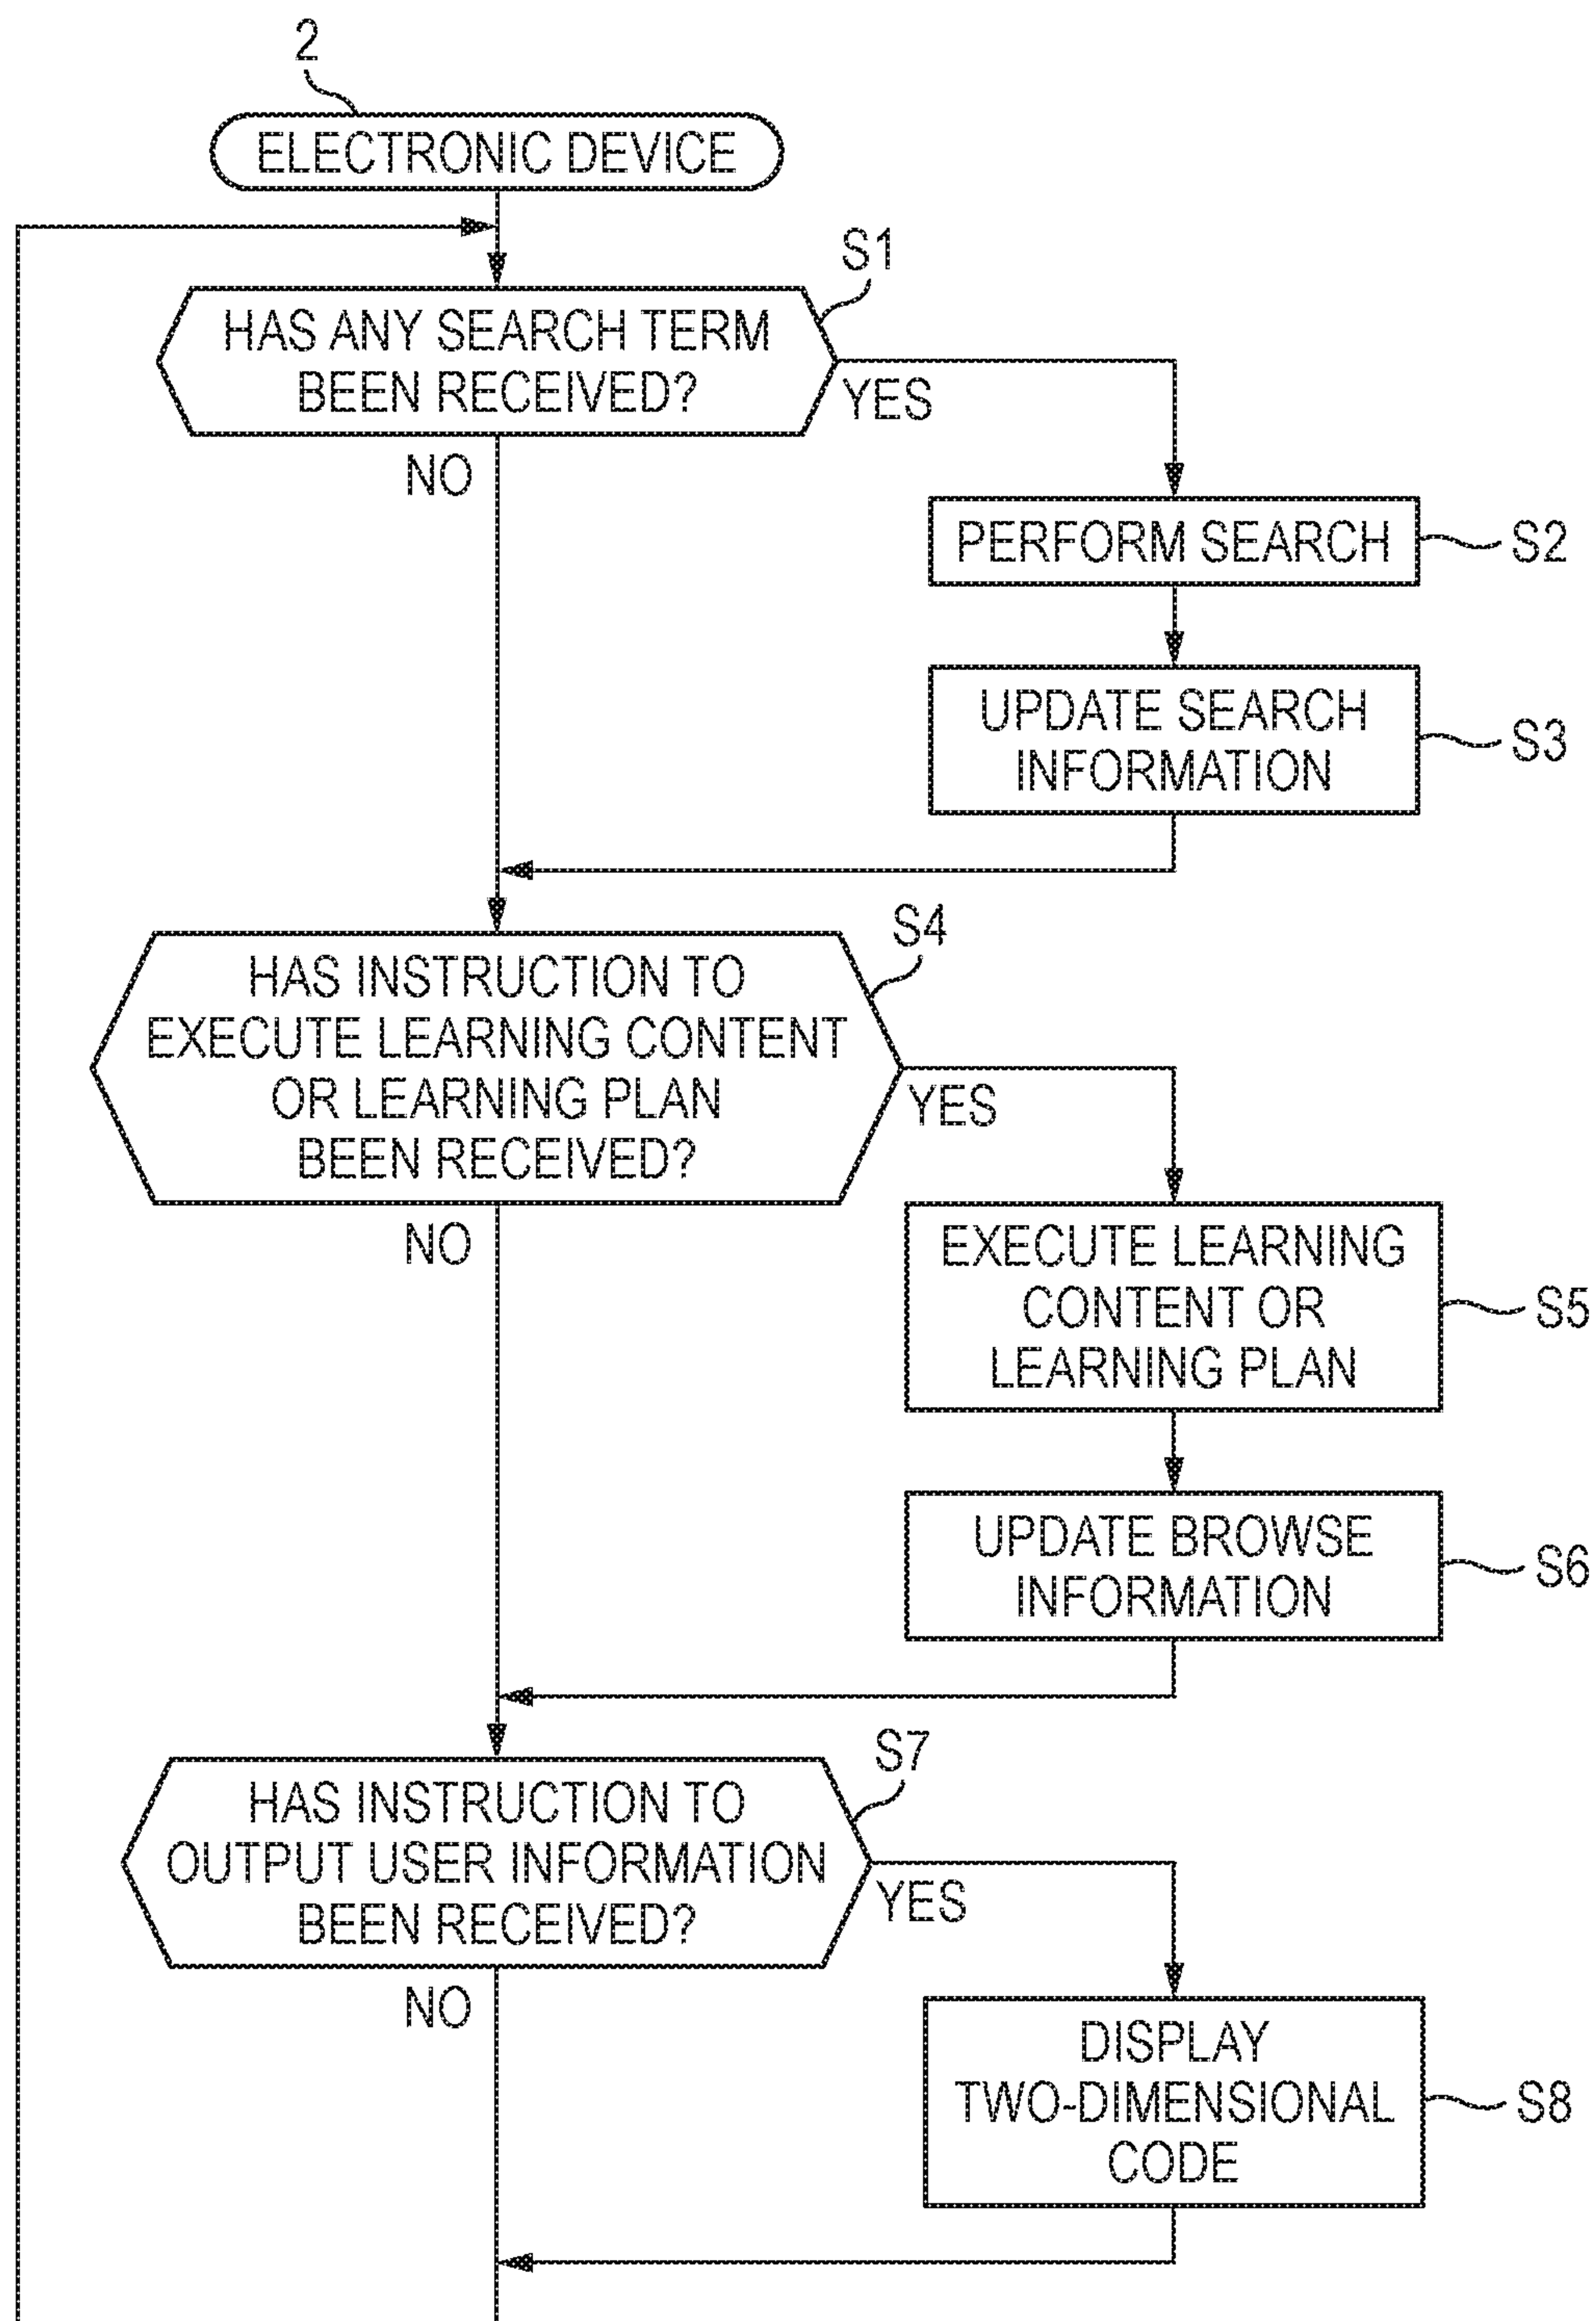 2
ELECTRONIC DEVICE
S1
HAS ANY SEARCH TERM
BEEN RECEIVED?
YES
NO
PERFORM SEARCH
S2
UPDATE SEARCH
INFORMATION
S3
S4
HAS INSTRUCTION TO
EXECUTE LEARNING CONTENT
OR LEARNING PLAN
BEEN RECEIVED?
YES
NO
EXECUTE LEARNING
CONTENT OR
LEARNING PLAN
S5
UPDATE BROWSE
INFORMATION
S6
S7
HAS INSTRUCTION TO
OUTPUT USER INFORMATION
BEEN RECEIVED?
YES
NO
DISPLAY
TWO-DIMENSIONAL
CODE
S8